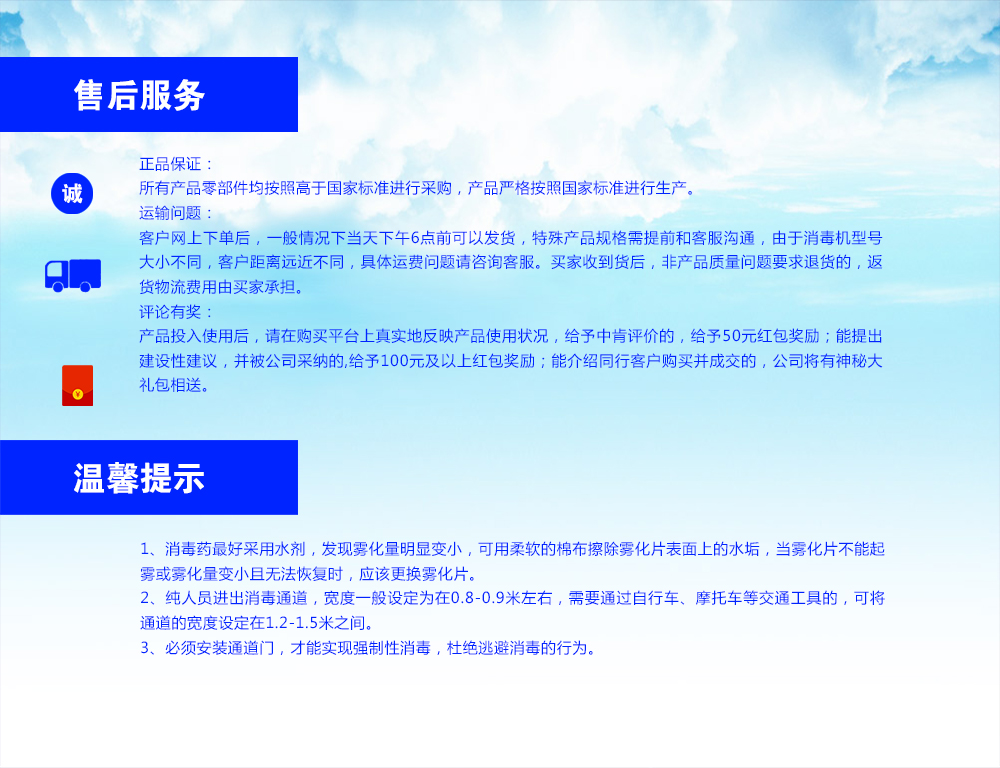 售后服务
正品保证：
诚
所有产品零部件均按照高于国家标准进行采购，产品严格按照国家标准进行生产。
运输问题：
客户网上下单后，一般情况下当天下午6点前可以发货，特殊产品规格需提前和客服沟通，由于消毒机型号
大小不同，客户距离远近不同，具体运费问题请咨询客服。买家收到货后，非产品质量问题要求退货的，返
货物流费用由买家承担。
评论有奖：
产品投入使用后，请在购买平台上真实地反映产品使用状况，给予中肯评价的，给予50元红包奖励；能提出
建设性建议，并被公司采纳的,给予100元及以上红包奖励；能介绍同行客户购买并成交的，公司将有神秘大
礼包相送。
¥
温馨提示
1、消毒药最好采用水剂，发现雾化量明显变小，可用柔软的棉布擦除雾化片表面上的水垢，当雾化片不能起
雾或雾化量变小且无法恢复时，应该更换雾化片。
2、纯人员进出消毒通道，宽度一般设定为在0.8-0.9米左右，需要通过自行车、摩托车等交通工具的，可将
通道的宽度设定在1.2-1.5米之间。
3、必须安装通道门，才能实现强制性消毒，杜绝逃避消毒的行为。